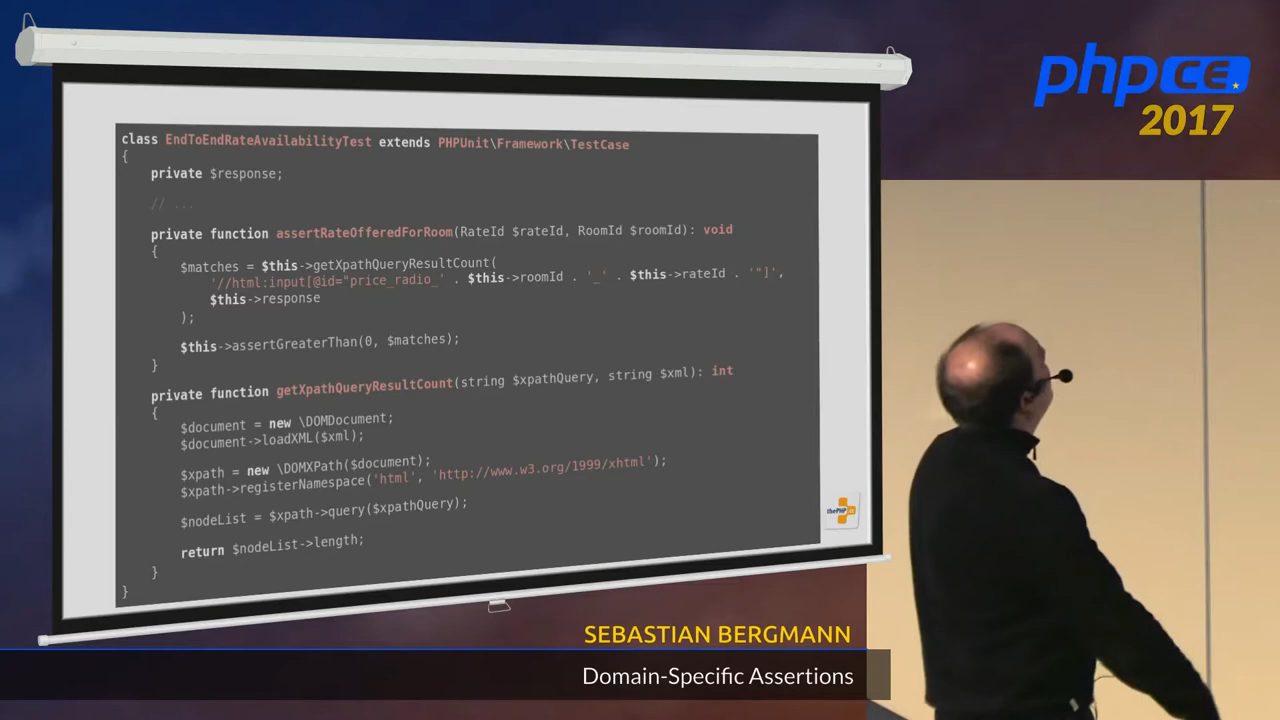 class EndToEndRateAvailabilityTest extends PHPUnit\Framework\TestCase
{
private $response;
// ...
private function assertRateOfferedForRoom(RateId $rateId, RoomId $roomId): void
{
$matches = $this->getXpathQueryResultCount(
'//html:input[@id="price_radio_' . $this->roomId . '_' . $this->rateId . '"]',
$this->response
);
$this->assertGreaterThan(0, $matches);
}
private function getXpathQueryResultCount(string $xpathQuery, string $xml): int
{
$document = new \DOMDocument;
$document->loadXML($xml);
$xpath = new \DOMXPath($document);
$xpath->registerNamespace('html', 'http://www.w3.org/1999/xhtml');
$nodeList = $xpath->query($xpathQuery);
return $nodeList->length;
}
}
thePHP.cc
phpCE
2017
SEBASTIAN BERGMANN
Domain-Specific Assertions